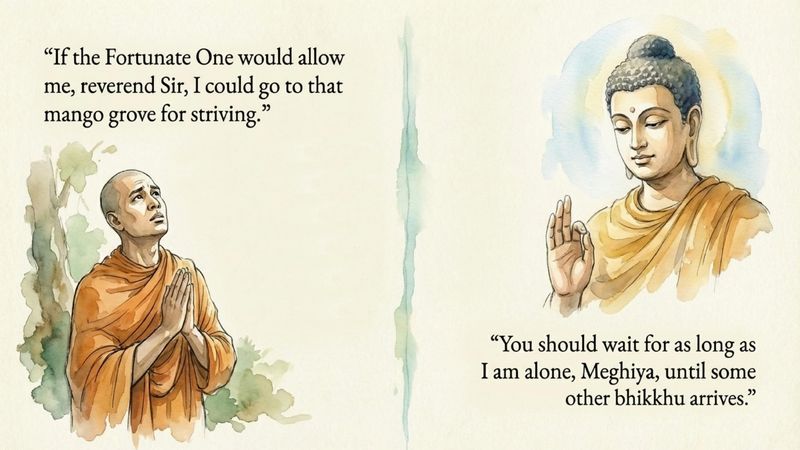 “If the Fortunate One would allow
me, reverend Sir, I could go to that
mango grove for striving.”
“You should wait for as long as
I am alone, Meghiya, until some
other bhikkhu arrives.”